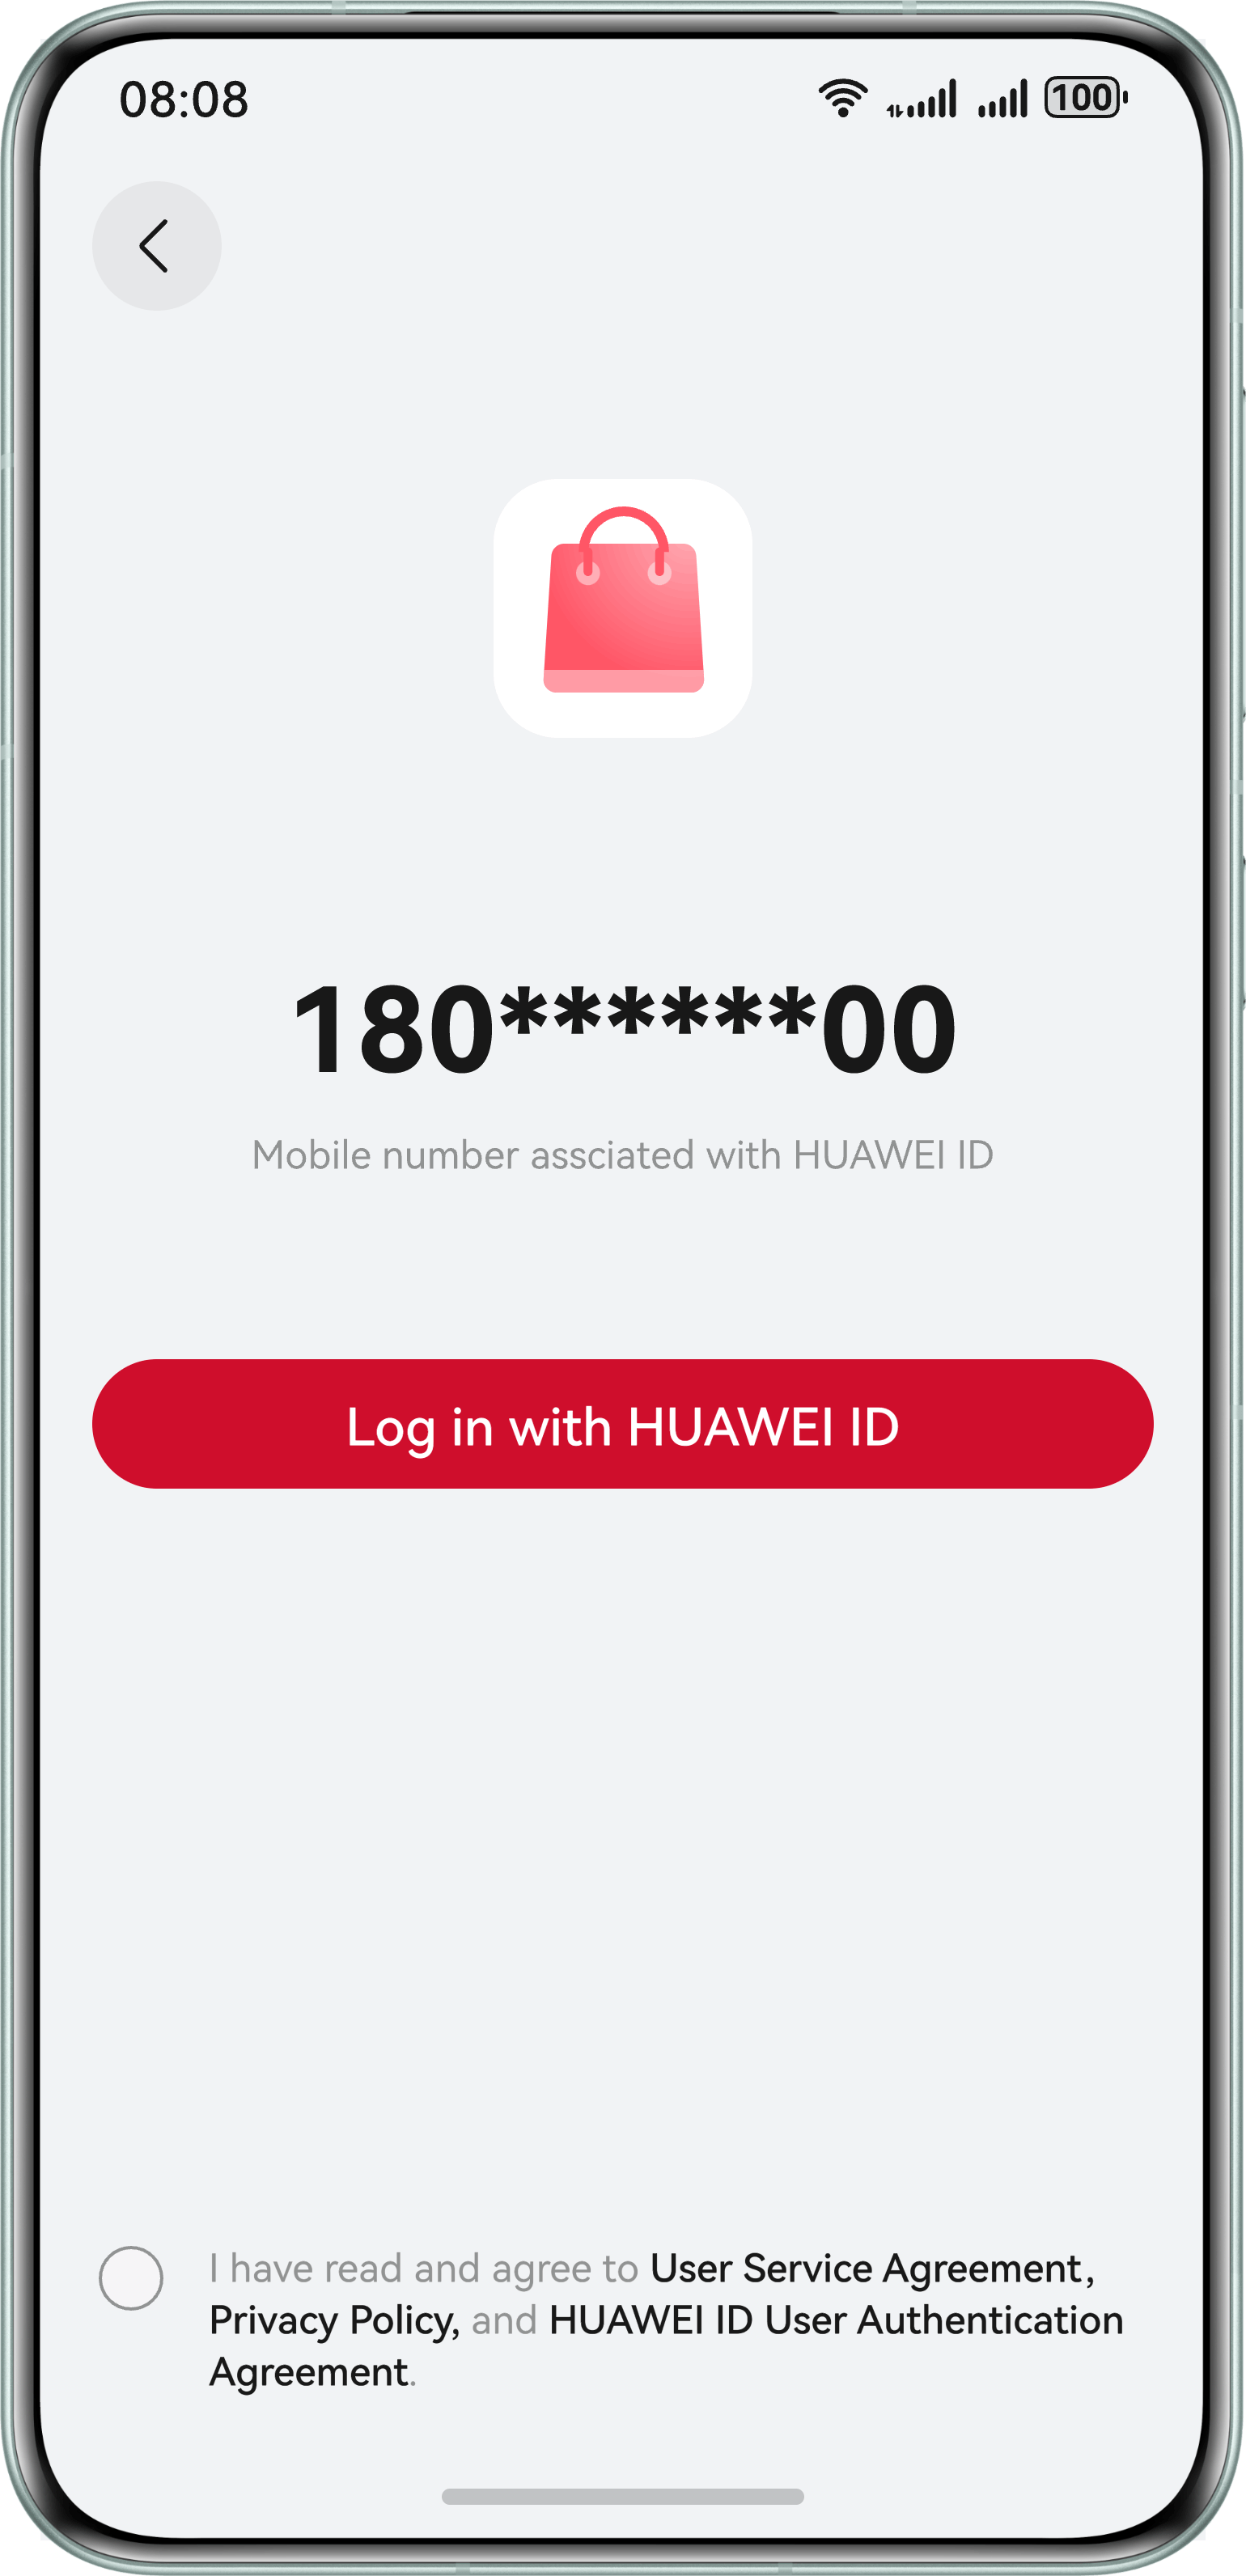 08:08
100
180******00
Mobile number assciated with HUAWEI ID
Log in with HUAWEI ID
I have read and agree to User Service Agreement,
Privacy Policy, and HUAWEI ID User Authentication
Agreement.